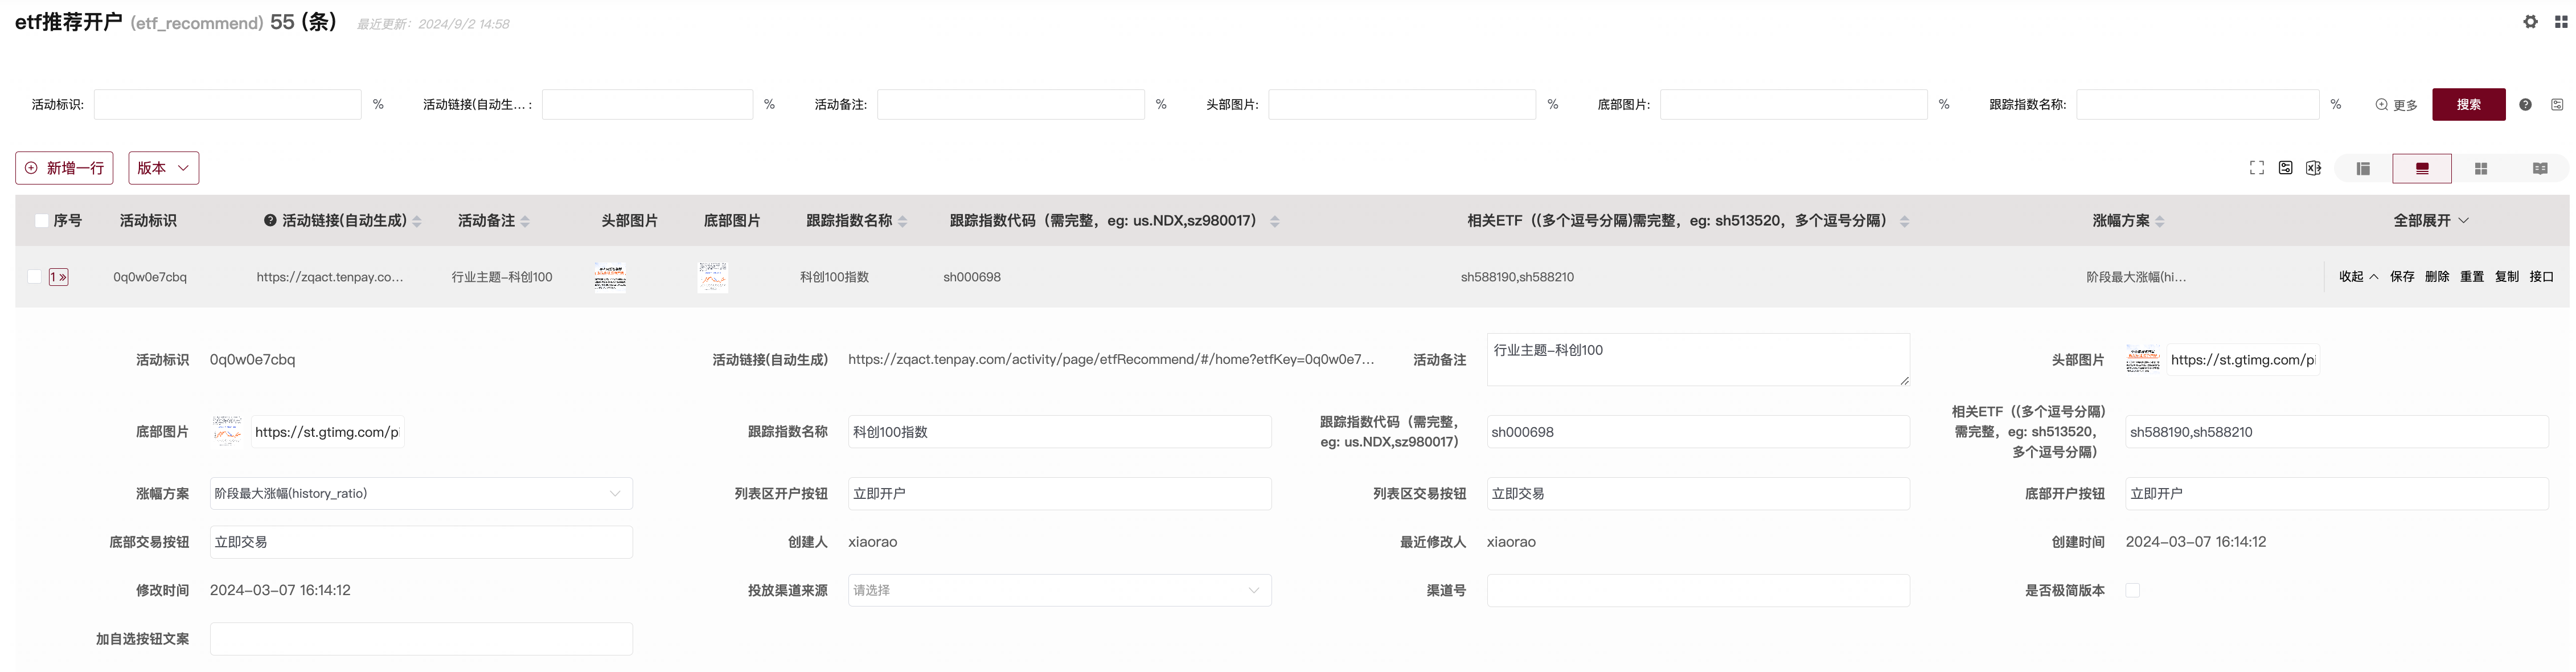 etf推荐开户 (etf_recommend) 55 (条) 最近更新：2024/9/2 14:58
活动标识: % 活动链接(自动生... : % 活动备注: % 头部图片: % 底部图片: % 跟踪指数名称: % 更多 搜索
新增一行 版本
序号 活动标识 活动链接(自动生成) 活动备注 头部图片 底部图片 跟踪指数名称 跟踪指数代码（需完整，eg: us.NDX,sz980017） 相关ETF（(多个逗号分隔)需完整，eg: sh513520，多个逗号分隔） 涨幅方案 全部展开
1 » 0q0w0e7cbq https://zqact.tenpay.co... 行业主题-科创100 科创100指数 sh000698 sh588190,sh588210 阶段最大涨幅(hi... 收起 保存 删除 重置 复制 接口
活动标识 0q0w0e7cbq 活动链接(自动生成) https://zqact.tenpay.com/activity/page/etfRecommend/#/home?etfKey=0q0w0e7... 活动备注 行业主题-科创100 头部图片 https://st.gtimg.com/pi
底部图片 https://st.gtimg.com/pi 跟踪指数名称 科创100指数 跟踪指数代码（需完整，eg: us.NDX,sz980017） sh000698 相关ETF（(多个逗号分隔)需完整，eg: sh513520，多个逗号分隔） sh588190,sh588210
涨幅方案 阶段最大涨幅(history_ratio) 列表区开户按钮 立即开户 列表区交易按钮 立即交易 底部开户按钮 立即开户
底部交易按钮 立即交易 创建人 xiaorao 最近修改人 xiaorao 创建时间 2024-03-07 16:14:12
修改时间 2024-03-07 16:14:12 投放渠道来源 请选择 渠道号 是否极简版本
加自选按钮文案